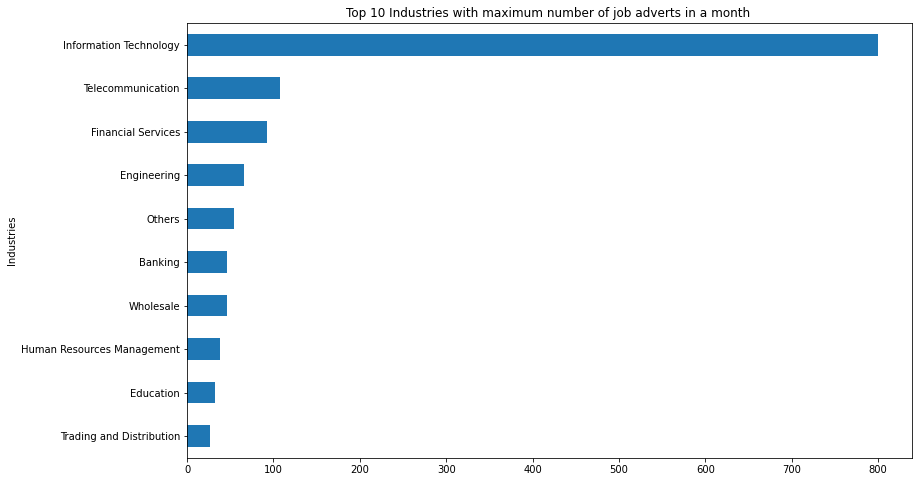 Top 10 Industries with maximum number of job adverts in a month
Industries
Information Technology
Telecommunication
Financial Services
Engineering
Others
Banking
Wholesale
Human Resources Management
Education
Trading and Distribution
0 100 200 300 400 500 600 700 800